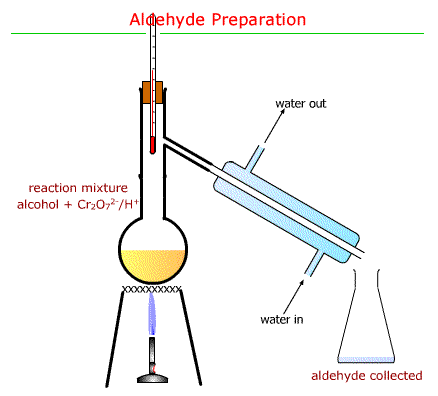 Aldehyde Preparation
water out
reaction mixture
alcohol + Cr₂O₇²⁻/H⁺
water in
aldehyde collected